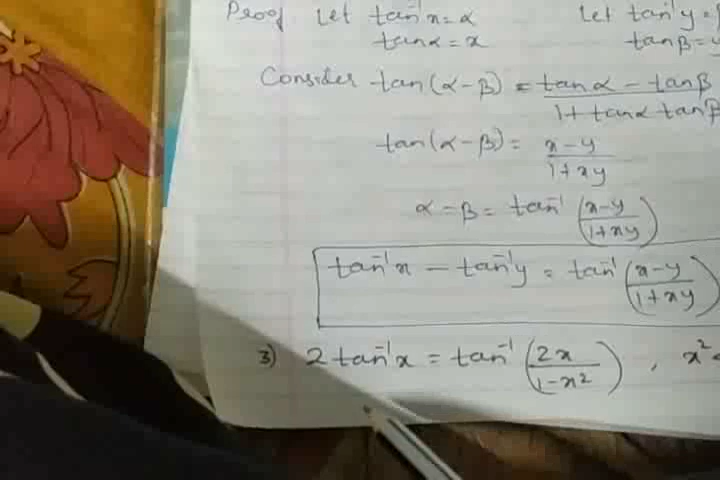 Proof Let tan⁻¹x = α Let tan⁻¹y =
tanα = x tanβ =
Consider tan(α - β) = (tanα - tanβ)/(1 + tanα tanβ)
tan(α - β) = (x - y)/(1 + xy)
α - β = tan⁻¹((x-y)/(1+xy))
tan⁻¹x - tan⁻¹y = tan⁻¹((x-y)/(1+xy))
3) 2tan⁻¹x = tan⁻¹(2x/(1-x²)), x²